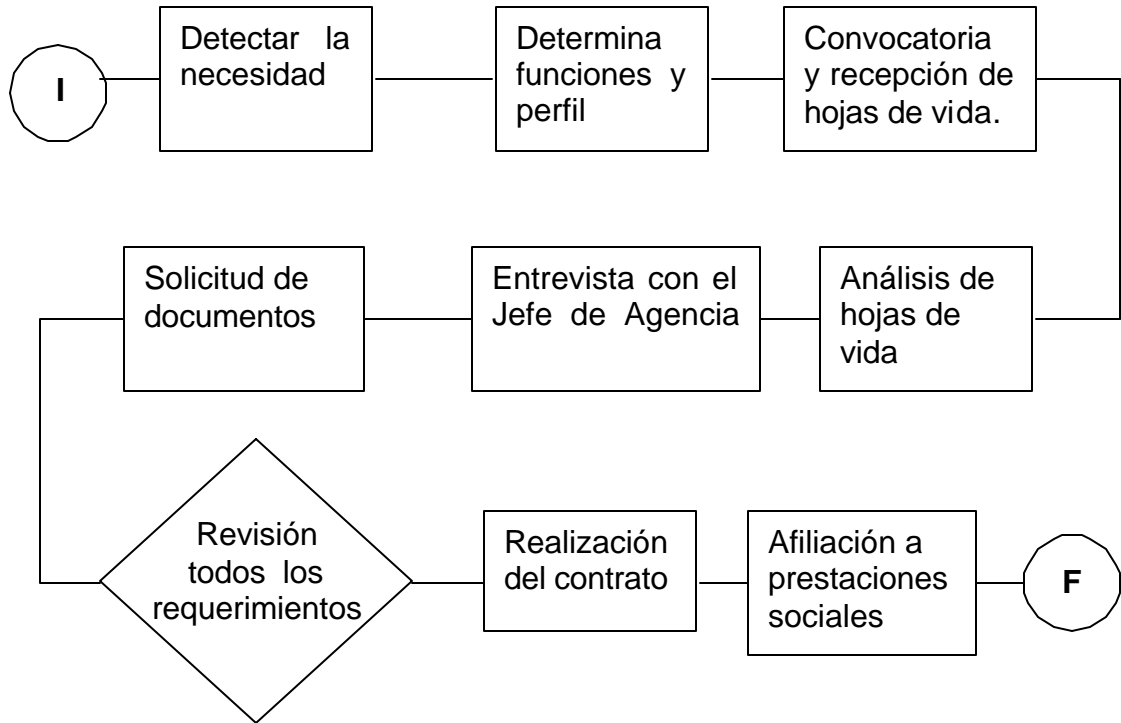 I
Detectar la
necesidad
Determina
funciones y
perfil
Convocatoria
y recepción de
hojas de vida.
Análisis de
hojas de
vida
Entrevista con el
Jefe de Agencia
Solicitud de
documentos
Revisión
todos los
requerimientos
Realización
del contrato
Afiliación a
prestaciones
sociales
F